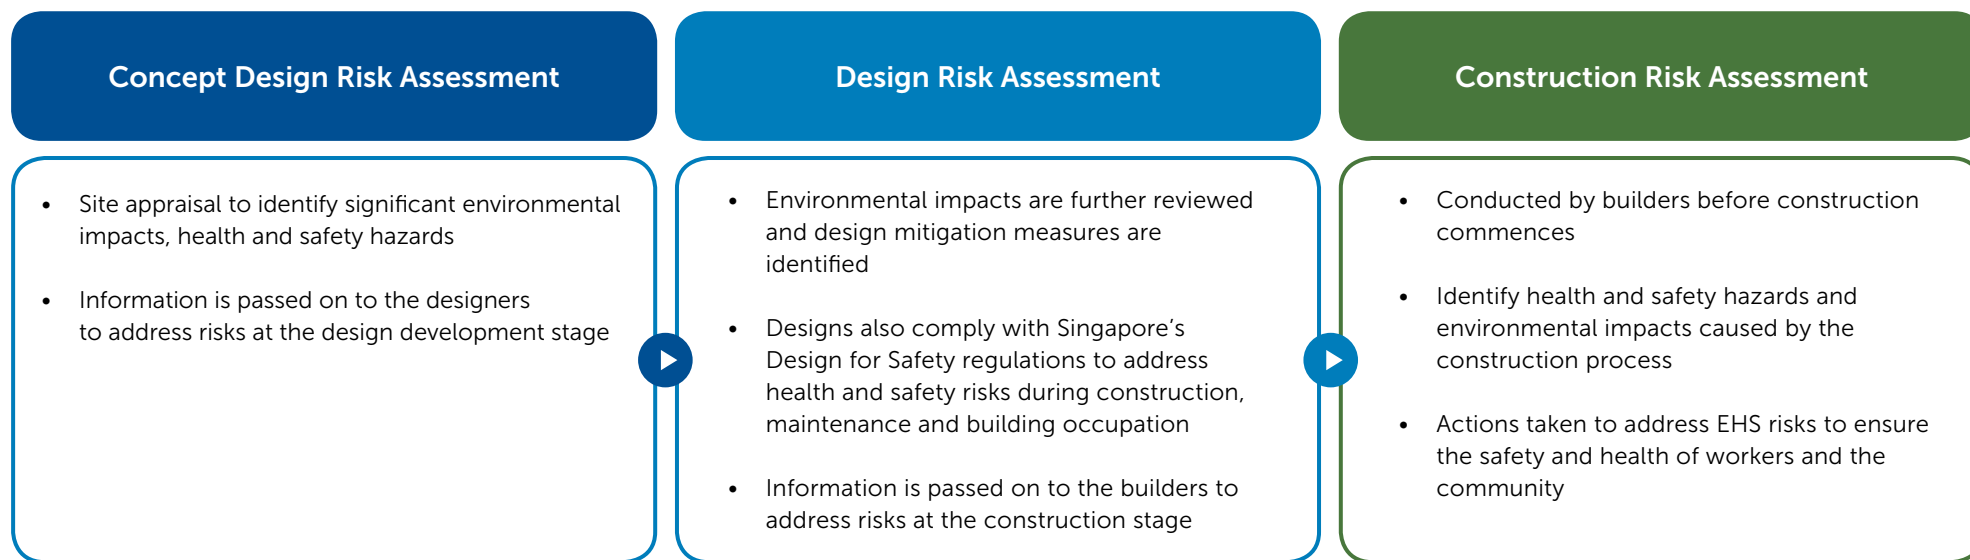 Concept Design Risk Assessment
• Site appraisal to identify significant environmental
impacts, health and safety hazards
• Information is passed on to the designers
to address risks at the design development stage
Design Risk Assessment
• Environmental impacts are further reviewed
and design mitigation measures are
identified
• Designs also comply with Singapore’s
Design for Safety regulations to address
health and safety risks during construction,
maintenance and building occupation
• Information is passed on to the builders to
address risks at the construction stage
Construction Risk Assessment
• Conducted by builders before construction
commences
• Identify health and safety hazards and
environmental impacts caused by the
construction process
• Actions taken to address EHS risks to ensure
the safety and health of workers and the
community